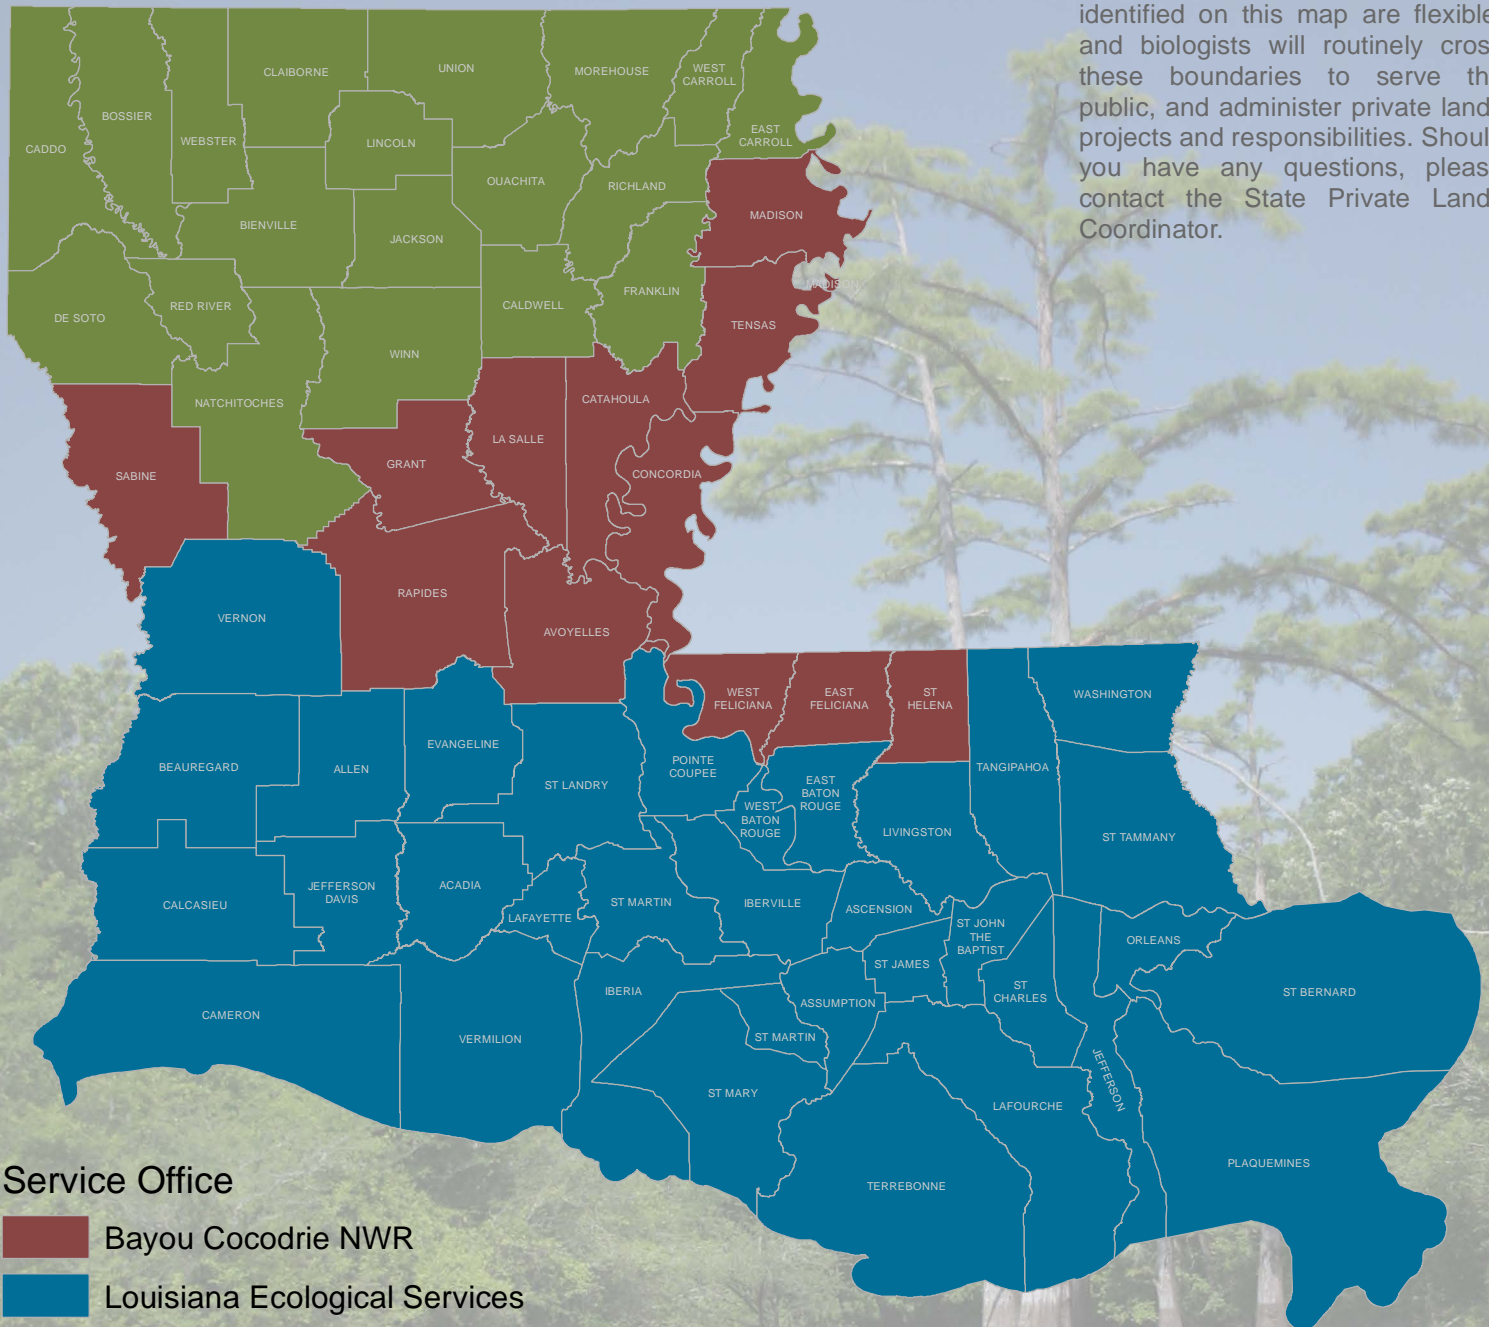 identified on this map are flexible
and biologists will routinely cros
these boundaries to serve th
public, and administer private land
projects and responsibilities. Shoul
you have any questions, pleas
contact the State Private Land
Coordinator.
CLAIBORNE
UNION
MOREHOUSE
WEST
CARROLL
BOSSIER
EAST
CARROLL
CADDO
WEBSTER
LINCOLN
OUACHITA
RICHLAND
MADISON
BIENVILLE
JACKSON
MADISON
RED RIVER
CALDWELL
FRANKLIN
DE SOTO
TENSAS
WINN
NATCHITOCHES
CATAHOULA
LA SALLE
SABINE
GRANT
CONCORDIA
RAPIDES
VERNON
AVOYELLES
WEST
FELICIANA
EAST
FELICIANA
ST
HELENA
WASHINGTON
BEAUREGARD
ALLEN
EVANGELINE
ST LANDRY
POINTE
COUPEE
TANGIPAHOA
EAST
BATON
ROUGE
WEST
BATON
ROUGE
LIVINGSTON
ST TAMMANY
CALCASIEU
JEFFERSON
DAVIS
ACADIA
LAFAYETTE
ST MARTIN
IBERVILLE
ASCENSION
ST JOHN
THE
BAPTIST
ORLEANS
ST JAMES
ST
CHARLES
ST BERNARD
CAMERON
VERMILION
IBERIA
ASSUMPTION
ST MARTIN
ST MARY
LAFOURCHE
JEFFERSON
TERREBONNE
PLAQUEMINES
Service Office
Bayou Cocodrie NWR
Louisiana Ecological Services